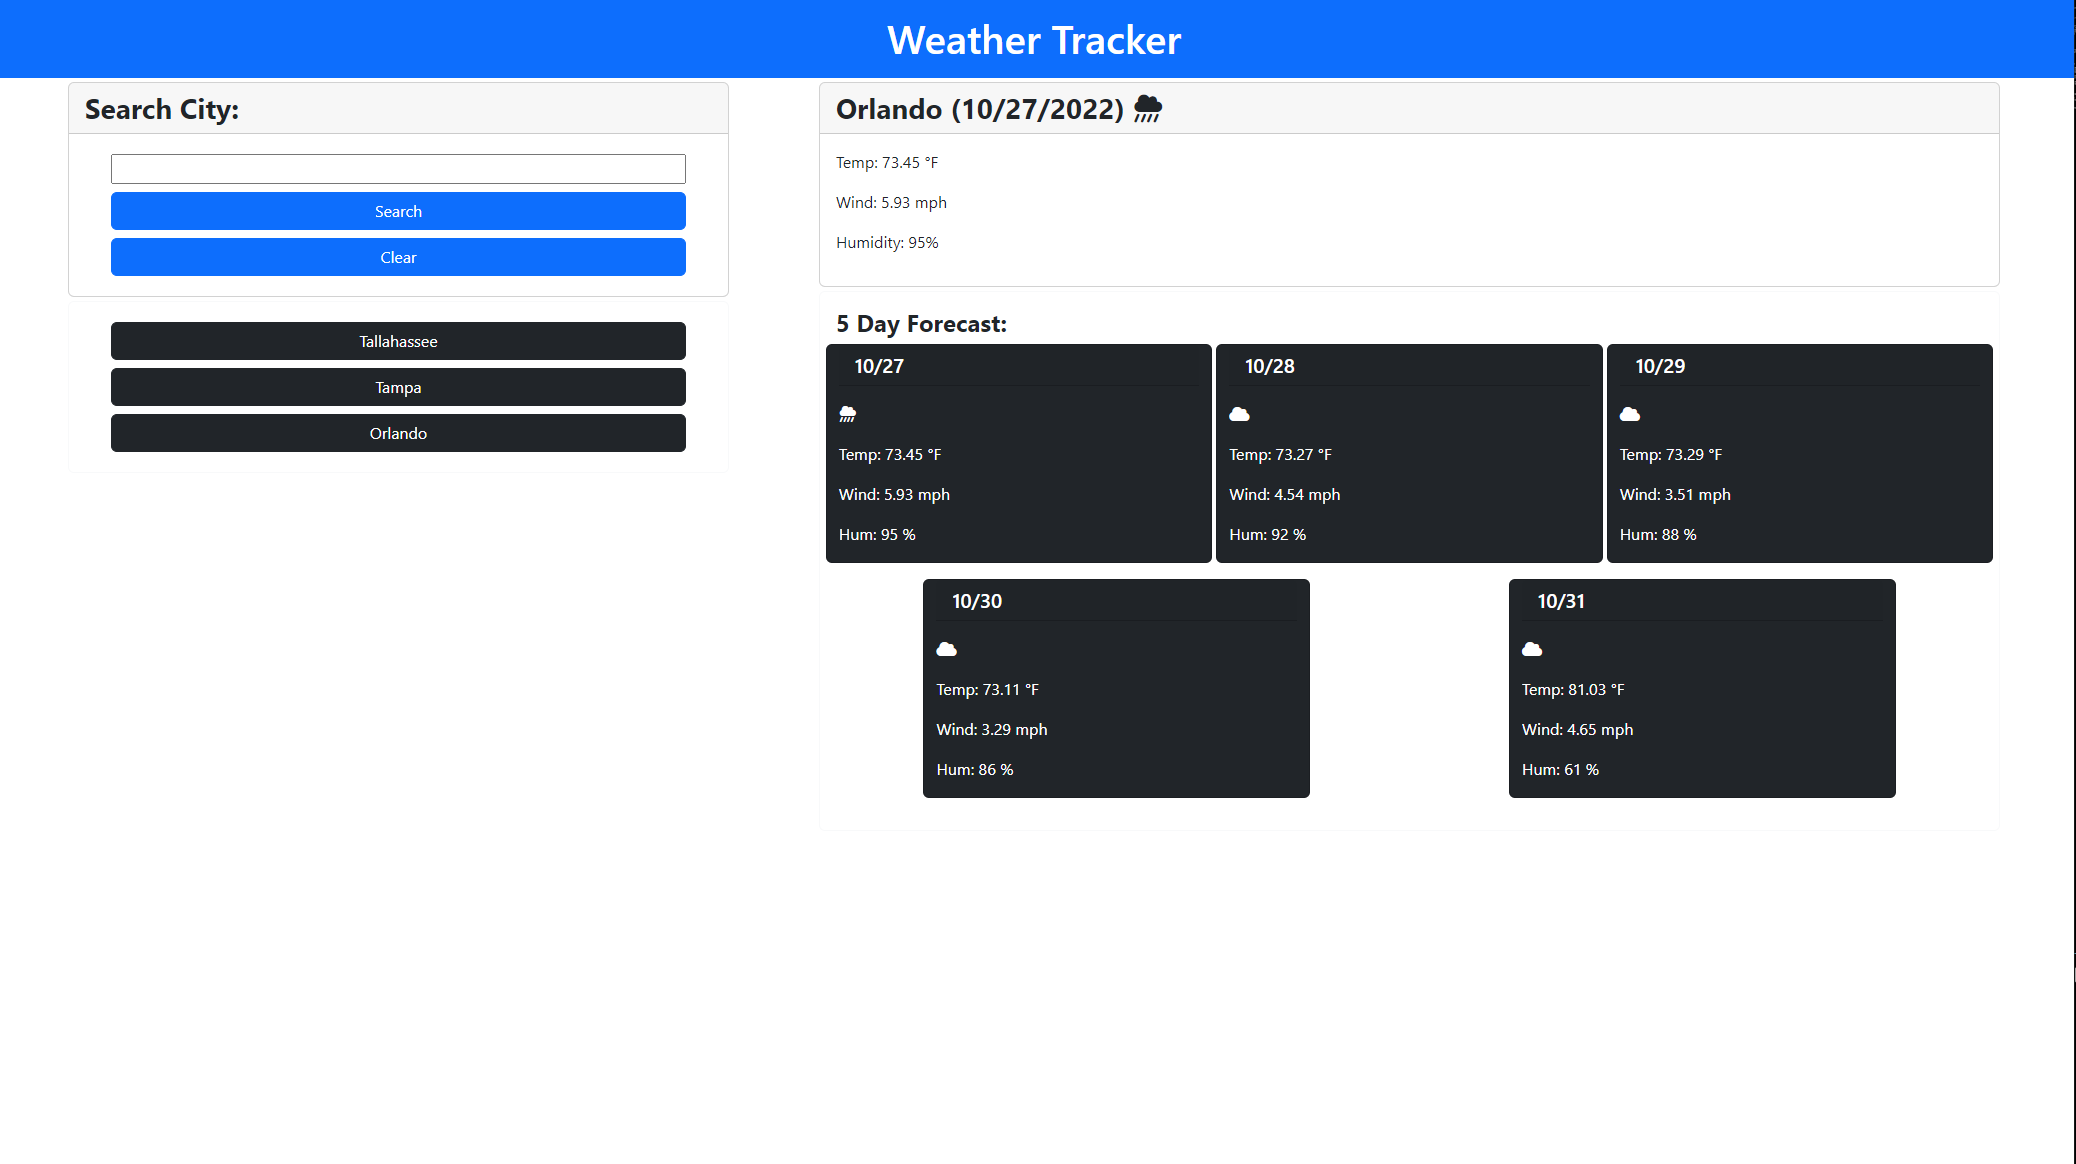 Weather Tracker
Search City:
Search
Clear
Tallahassee
Tampa
Orlando
Orlando (10/27/2022)
Temp: 73.45 °F
Wind: 5.93 mph
Humidity: 95%
5 Day Forecast:
10/27
Temp: 73.45 °F
Wind: 5.93 mph
Hum: 95 %
10/28
Temp: 73.27 °F
Wind: 4.54 mph
Hum: 92 %
10/29
Temp: 73.29 °F
Wind: 3.51 mph
Hum: 88 %
10/30
Temp: 73.11 °F
Wind: 3.29 mph
Hum: 86 %
10/31
Temp: 81.03 °F
Wind: 4.65 mph
Hum: 61 %